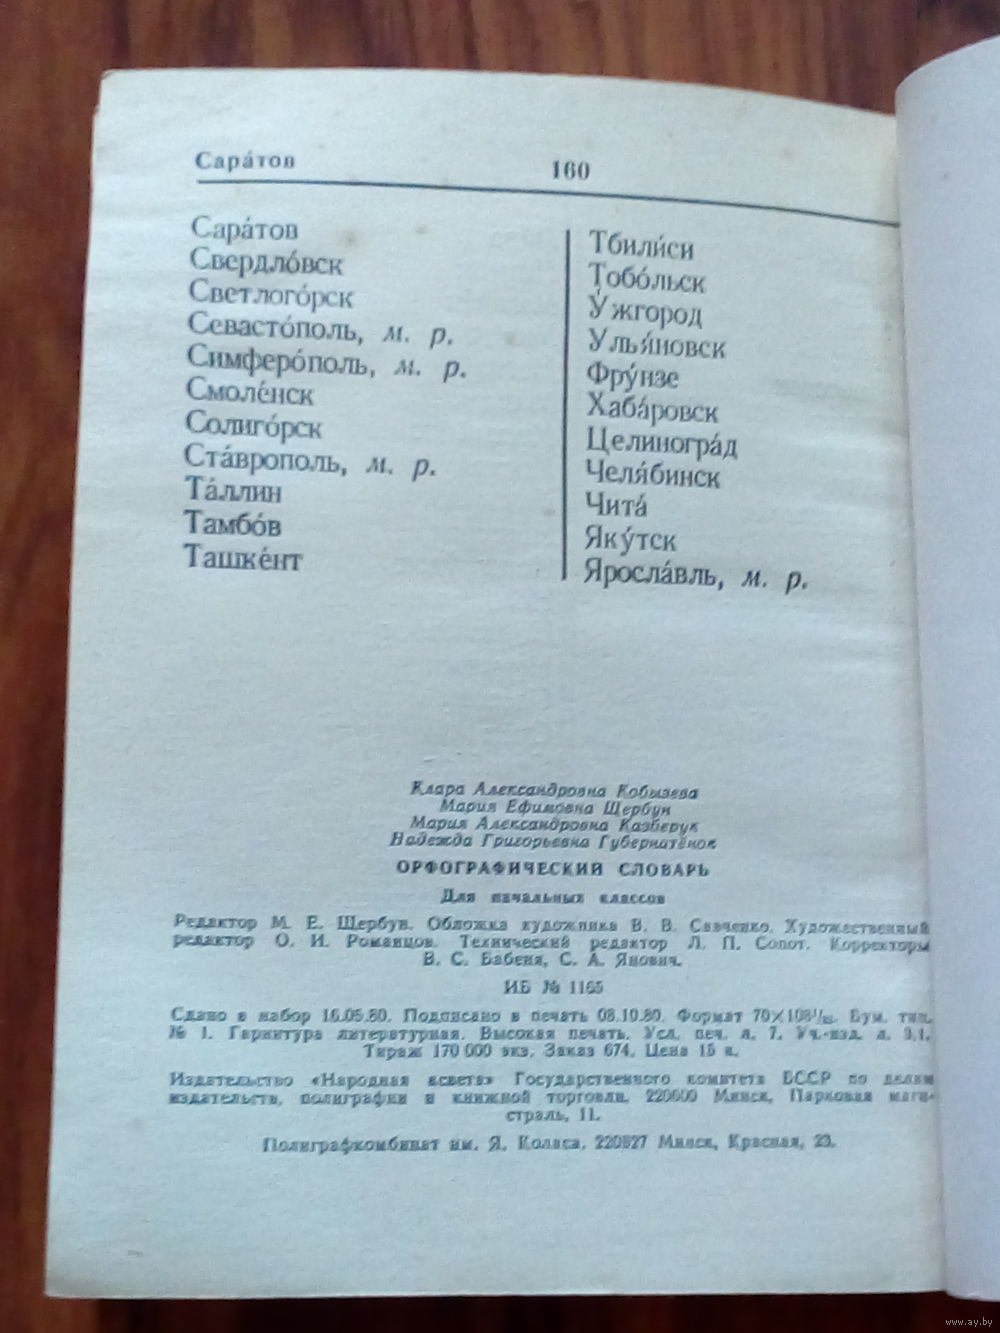 Сара́тов 160
Сара́тов
Свердло́вск
Светлого́рск
Севасто́поль, м. р.
Симферо́поль, м. р.
Смоле́нск
Солиго́рск
Ста́врополь, м. р.
Та́ллин
Тамбо́в
Ташке́нт
Тбили́си
Тобо́льск
У́жгород
Улья́новск
Фру́нзе
Хаба́ровск
Целиногра́д
Челя́бинск
Чита́
Яку́тск
Яросла́вль, м. р.
Клара Александровна Кобызева
Мария Ефимовна Щербун
Мария Александровна Казберук
Надежда Григорьевна Губернатёнок
ОРФОГРАФИЧЕСКИЙ СЛОВАРЬ
Для начальных классов
Редактор М. Е. Щербун. Обложка художника В. В. Савченко. Художественный
редактор О. И. Романцов. Технический редактор Л. П. Сопот. Корректоры
В. С. Бабеня, С. А. Янович.
ИБ № 1165
Сдано в набор 16.05.80. Подписано в печать 08.10.80. Формат 70×108¹/₃₂. Бум. тип.
№ 1. Гарнитура литературная. Высокая печать. Усл. печ. л. 7. Уч.-изд. л. 9,1.
Тираж 170 000 экз. Заказ 674. Цена 15 к.
Издательство «Народная асвета» Государственного комитета БССР по делам
издательств, полиграфии и книжной торговли. 220600 Минск, Парковая маги-
страль, 11.
Полиграфкомбинат им. Я. Коласа. 220827 Минск, Красная, 23.
www.ay.by